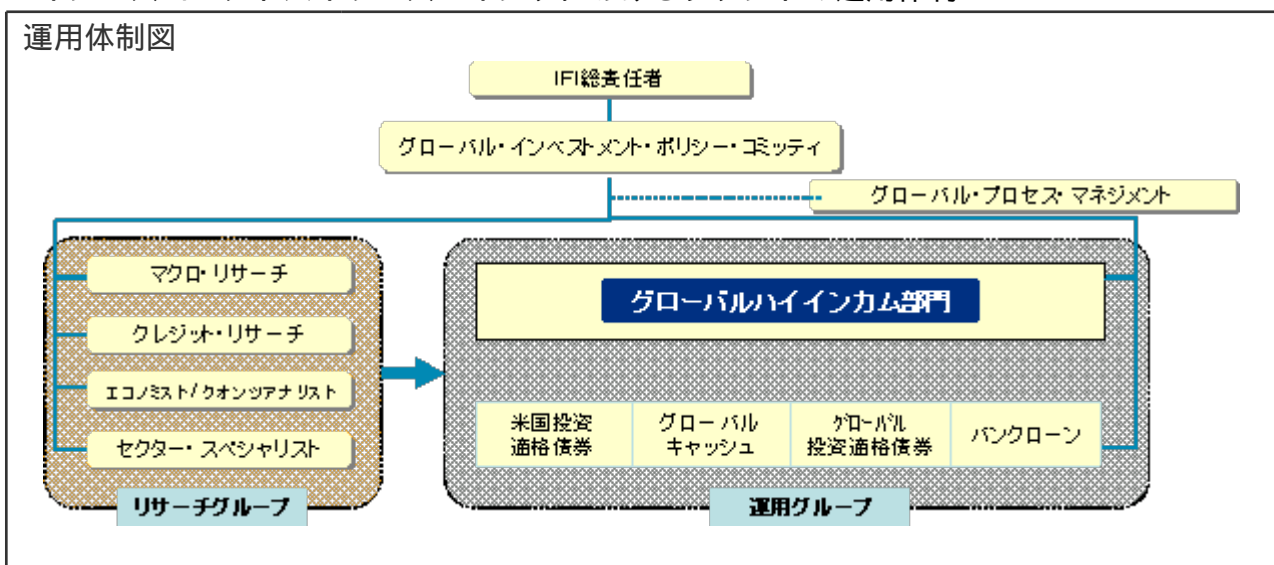 運用体制図
IFI総責任者
グローバル・インベストメント・ポリシー・コミッティ
グローバル・プロセス・マネジメント
マクロ・リサーチ
クレジット・リサーチ
エコノミスト/クオンツアナリスト
セクター・スペシャリスト
リサーチグループ
グローバルハイインカム部門
米国投資
適格債券
グローバル
キャッシュ
グローバル
投資適格債券
バンクローン
運用グループ